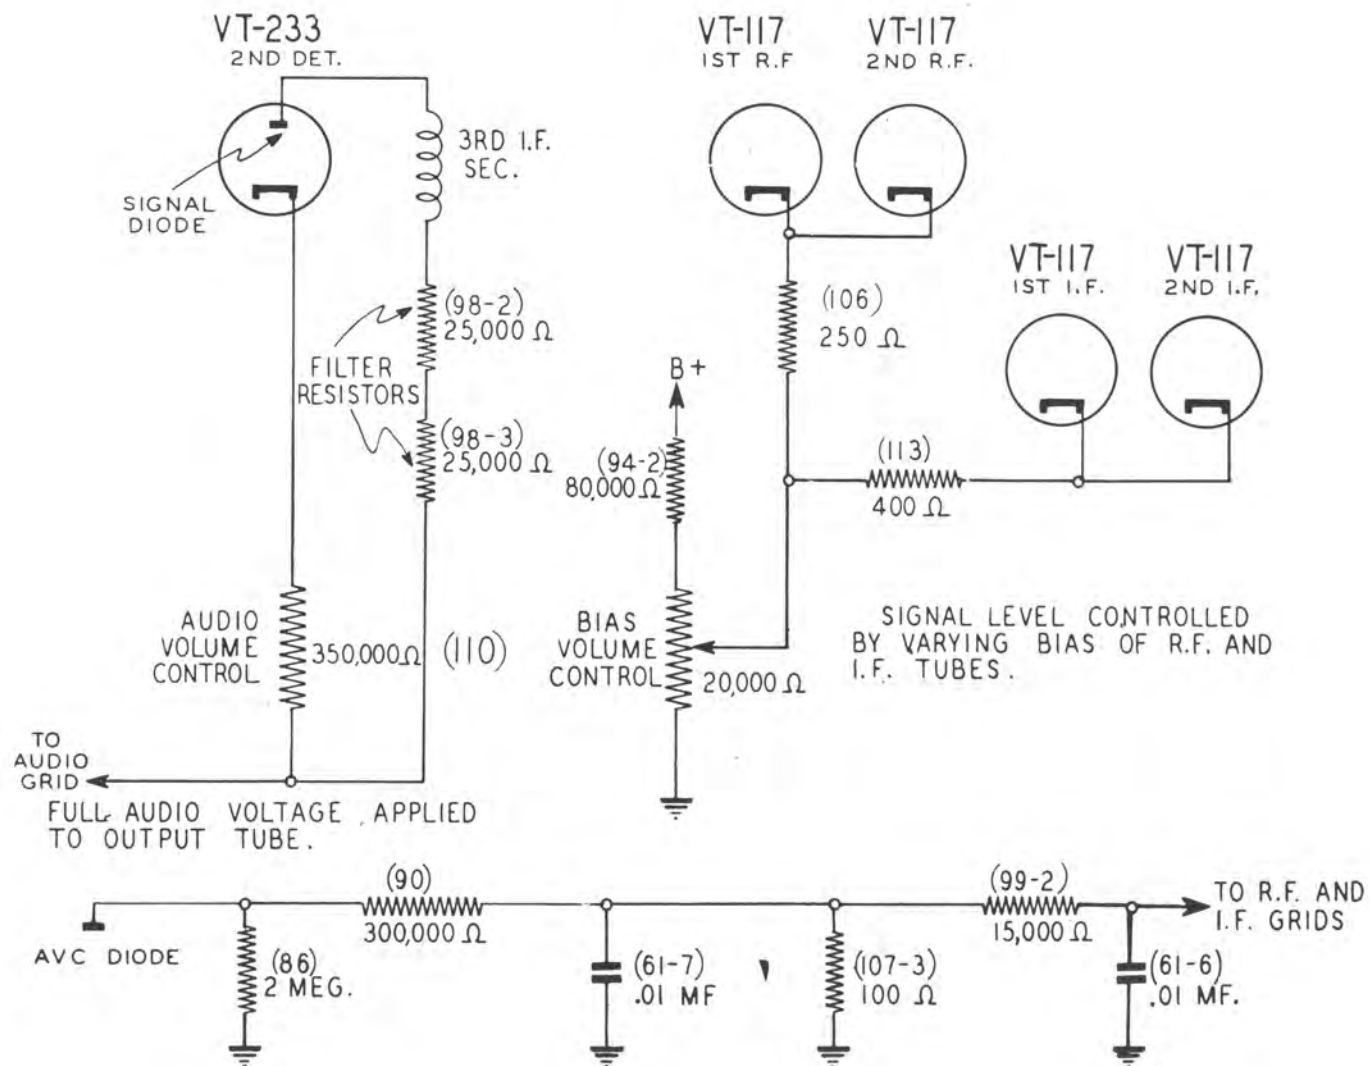 VT-233
2ND DET.
SIGNAL
DIODE
3RD I.F.
SEC.
(98-2)
25,000 Ω
FILTER
RESISTORS
(98-3)
25,000 Ω
AUDIO
VOLUME
CONTROL
350,000Ω (110)
TO
AUDIO
GRID
FULL AUDIO VOLTAGE APPLIED
TO OUTPUT TUBE.
VT-117
1ST R.F
VT-117
2ND R.F.
(106)
250 Ω
VT-117
1ST I.F.
VT-117
2ND I.F.
B+
(94-2)
80,000Ω
(113)
400 Ω
BIAS
VOLUME
CONTROL
20,000 Ω
SIGNAL LEVEL CONTROLLED
BY VARYING BIAS OF R.F. AND
I.F. TUBES.
AVC DIODE
(86)
2 MEG.
(90)
300,000 Ω
(61-7)
.01 MF
(107-3)
100 Ω
(99-2)
15,000 Ω
(61-6)
.01 MF.
TO R.F. AND
I.F. GRIDS